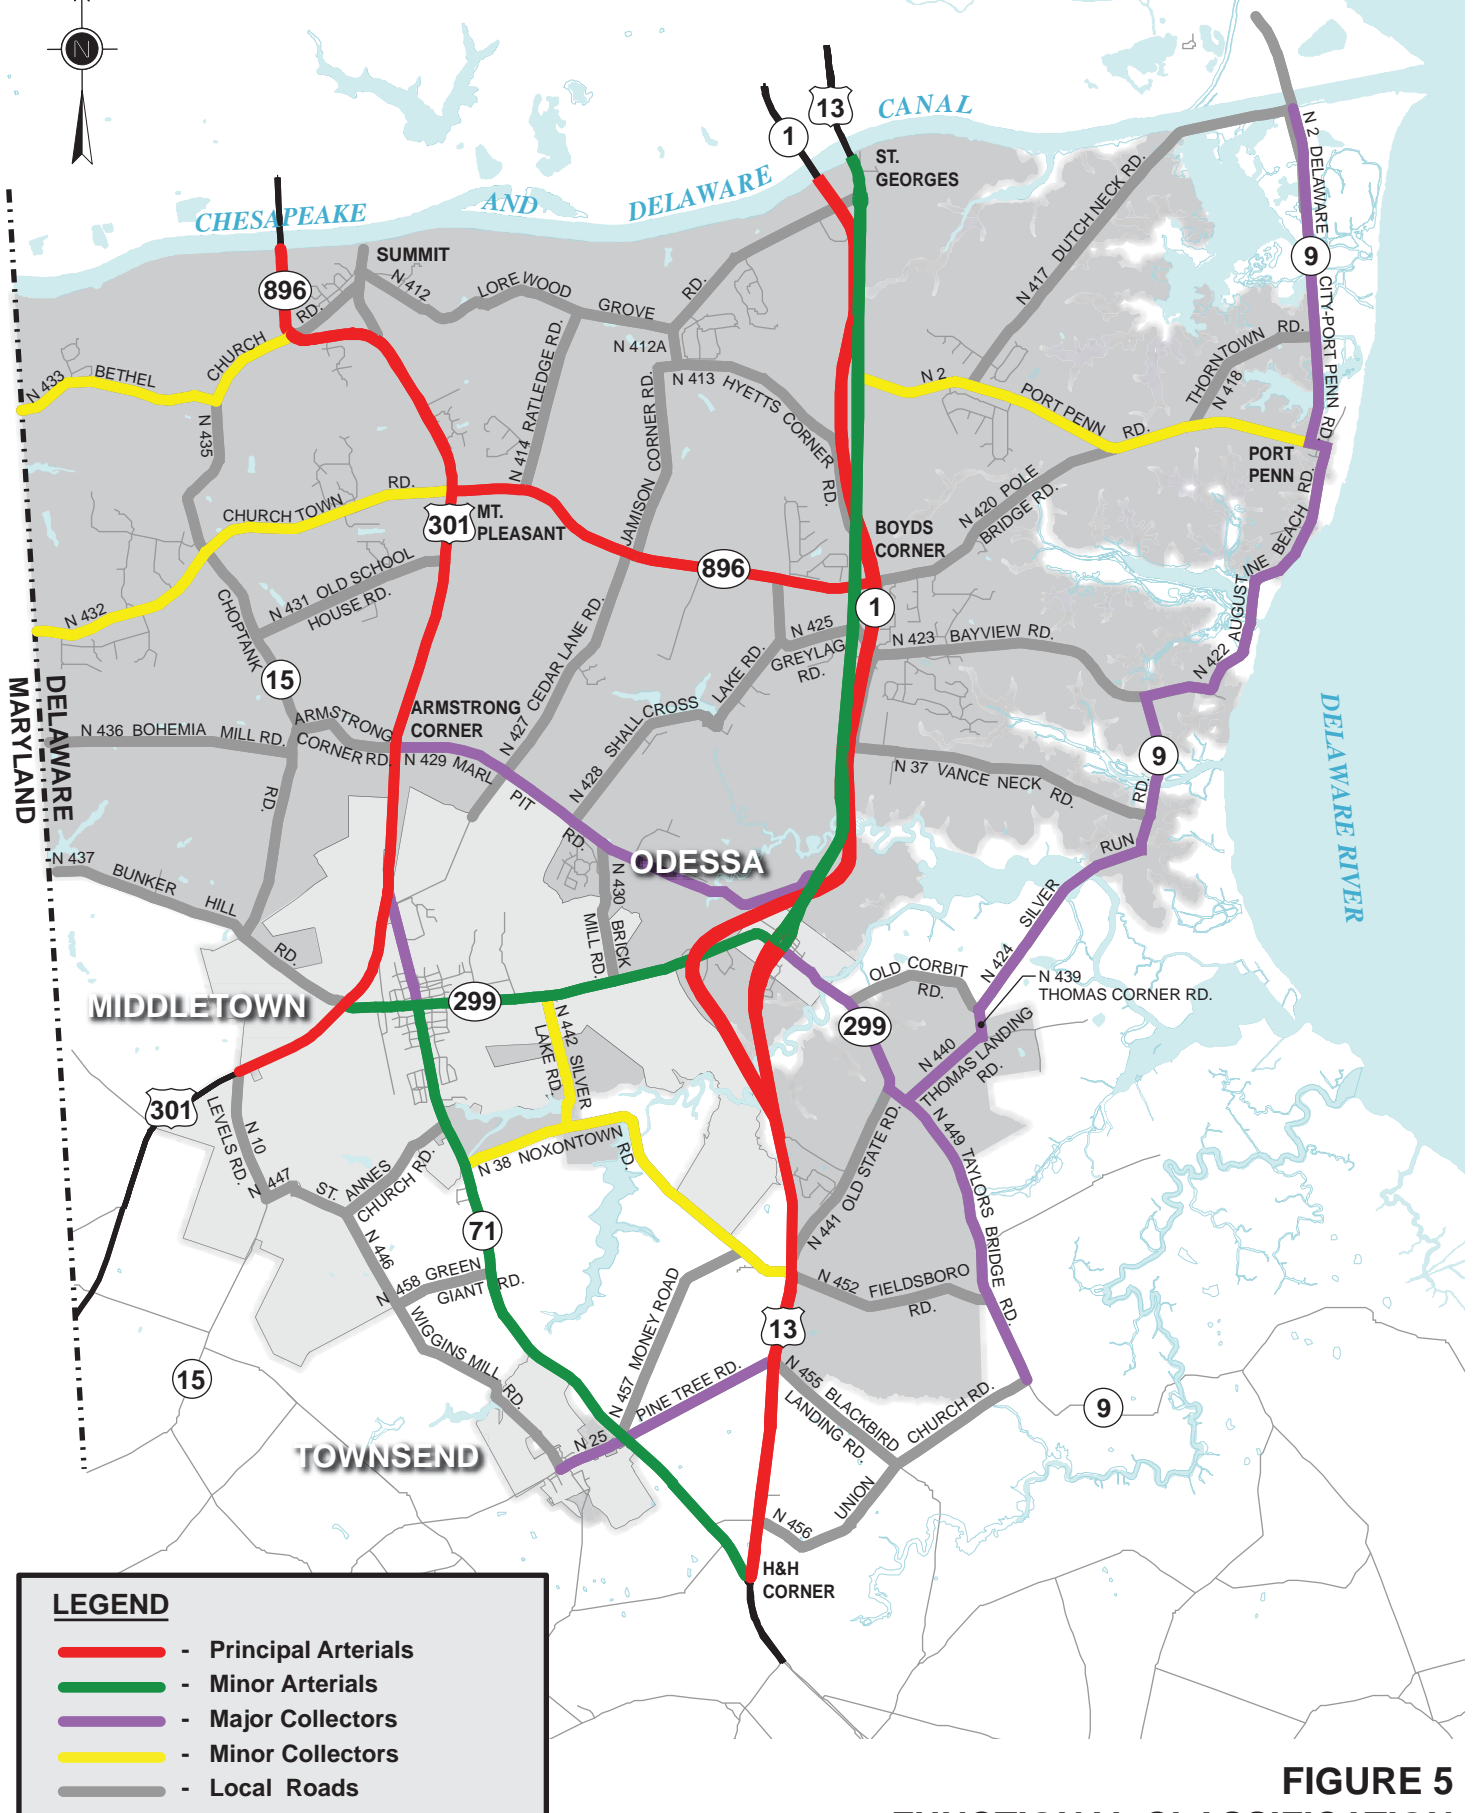 N
13
1
CANAL
ST.
GEORGES
CHESAPEAKE
AND
DELAWARE
SUMMIT
896
N 412
LORE WOOD
GROVE
RD.
N 417 DUTCH NECK RD.
N 2 DELAWARE
9
CITY-PORT PENN RD.
CHURCH
RD.
N 433
BETHEL
N 435
N 414 RATLEDGE RD.
N 412A
N 413
HYETTS
CORNER
RD.
JAMISON CORNER RD.
N 2
PORT PENN
RD.
THORNTOWN
RD.
N 418
PORT
PENN
CHURCH TOWN
RD.
301
MT.
PLEASANT
896
BOYDS
CORNER
N 420 POLE
BRIDGE RD.
1
N 431 OLD SCHOOL
HOUSE RD.
N 432
CHOPTANK
15
N 425
GREYLAG
RD.
N 423 BAYVIEW RD.
N 422 AUGUST INE BEACH RD.
DELAWARE
MARYLAND
N 436 BOHEMIA
MILL RD.
ARMSTRONG
CORNER RD.
ARMSTRONG
CORNER
N 429 MARL
PIT
RD.
N 427 CEDAR LANE RD.
N 428 SHALLCROSS
LAKE RD.
N 37 VANCE NECK
RD.
9
RD.
RUN
SILVER
N 424
DELAWARE RIVER
RD.
N 437
BUNKER
HILL
RD.
ODESSA
N 430
BRICK
MILL RD.
MIDDLETOWN
299
OLD CORBIT
RD.
N 439
THOMAS CORNER RD.
299
N 440
THOMAS LANDING
RD.
N 442 SILVER
LAKE RD.
301
LEVELS RD.
N 10
N 447
ST. ANNES
CHURCH RD.
N 38 NOXONTOWN
RD.
N 449 TAYLORS BRIDGE RD.
N 441 OLD STATE RD.
71
N 446
N 458 GREEN
GIANT RD.
N 452 FIELDSBORO
RD.
WIGGINS MILL RD.
N 457 MONEY ROAD
13
PINE TREE RD.
N 25
N 455 BLACKBIRD
LANDING RD.
CHURCH RD.
UNION
N 456
15
9
TOWNSEND
H&H
CORNER
LEGEND
- Principal Arterials
- Minor Arterials
- Major Collectors
- Minor Collectors
- Local Roads
FIGURE 5
FUNCTIONAL CLASSIFICATION